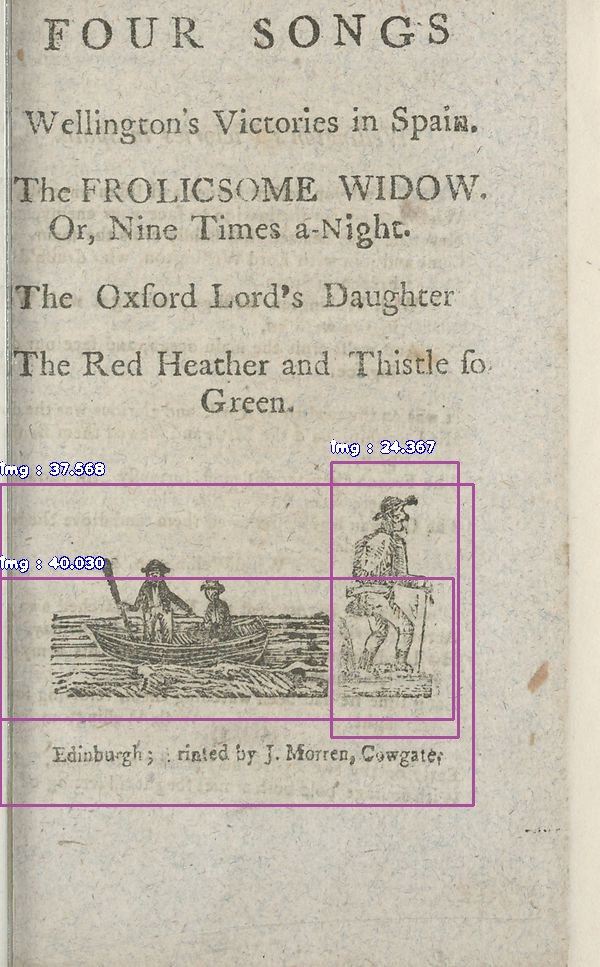 FOUR SONGS
Wellington's Victories in Spain.
The FROLICSOME WIDOW.
Or, Nine Times a-Night.
The Oxford Lord's Daughter
The Red Heather and Thistle ſo
Green.
img : 24.367
img : 37.568
img : 40.030
Edinburgh; rinted by J. Morren, Cowgate,